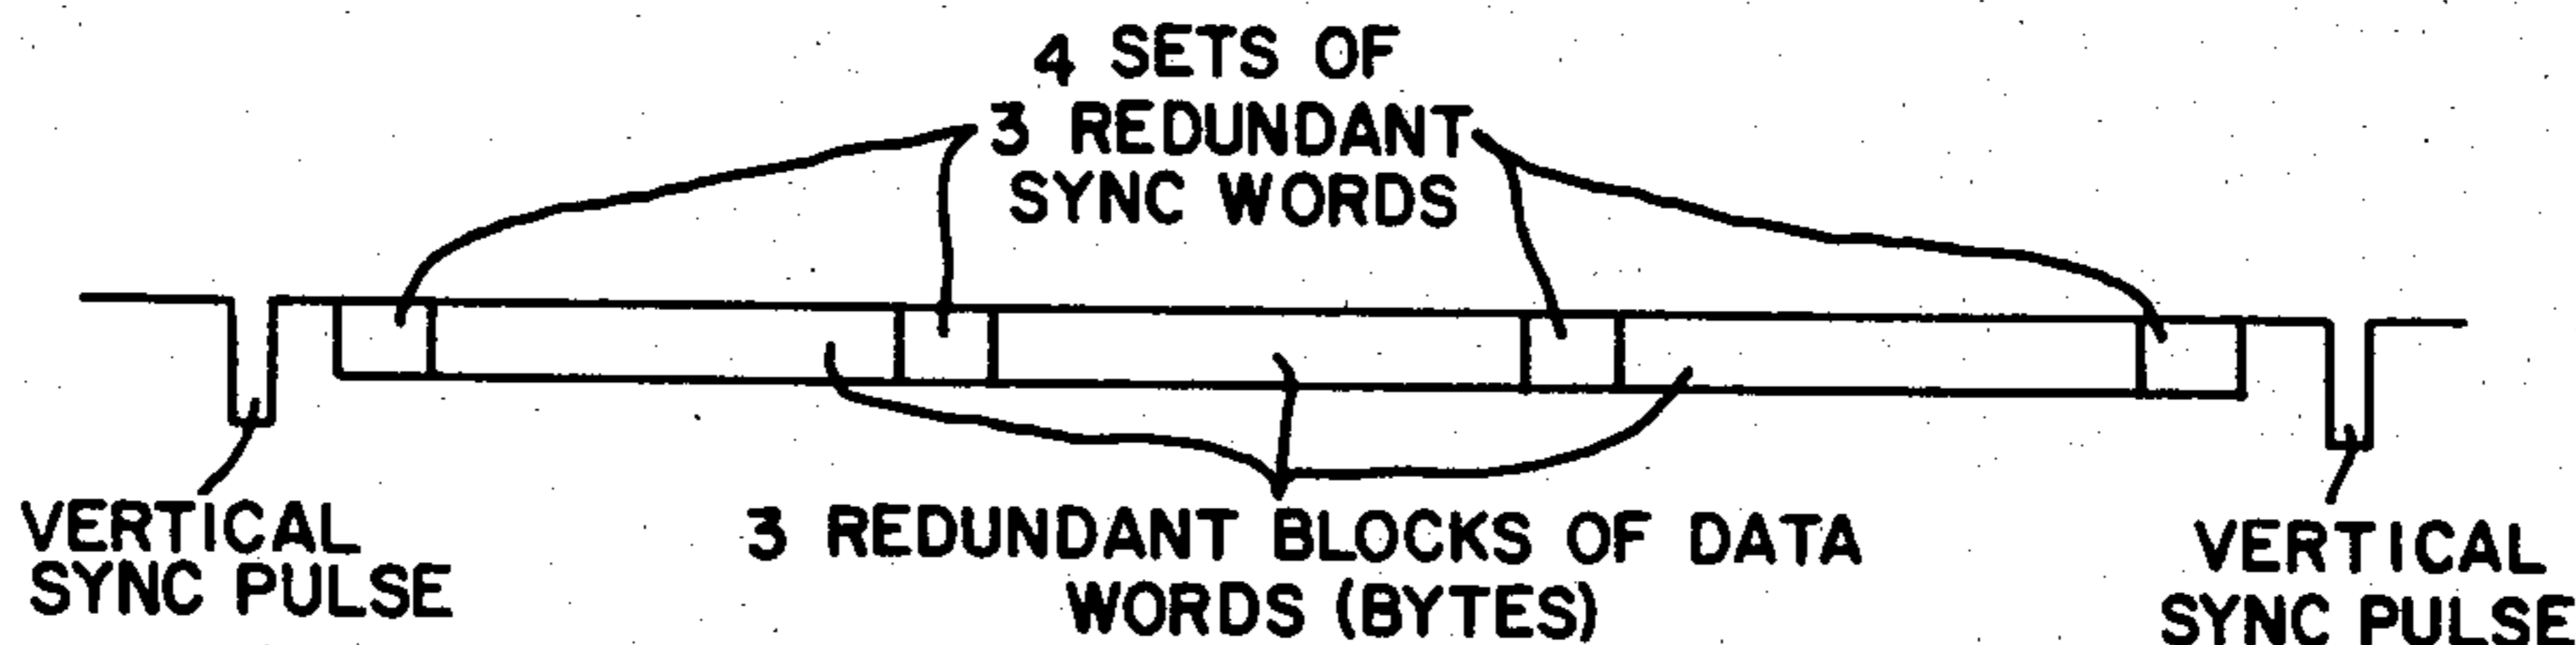 4 SETS OF
3 REDUNDANT
SYNC WORDS
VERTICAL
SYNC PULSE
3 REDUNDANT BLOCKS OF DATA
WORDS (BYTES)
VERTICAL
SYNC PULSE